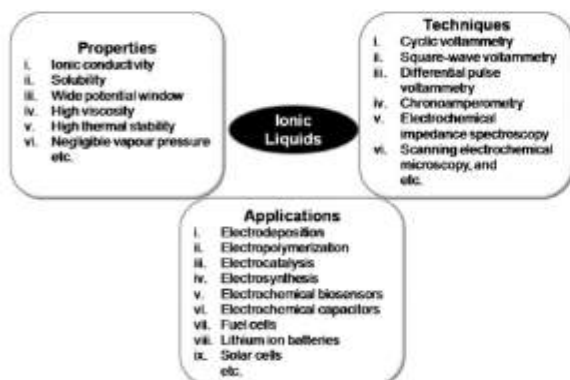 Properties
i. Ionic conductivity
ii. Solubility
iii. Wide potential window
iv. High viscosity
v. High thermal stability
vi. Negligible vapour pressure
etc.
Ionic
Liquids
Techniques
i. Cyclic voltammetry
ii. Square-wave voltammetry
iii. Differential pulse
voltammetry
iv. Chronoamperometry
v. Electrochemical
impedance spectroscopy
vi. Scanning electrochemical
microscopy, and
etc.
Applications
i. Electrodeposition
ii. Electropolymerization
iii. Electrocatalysis
iv. Electrosynthesis
v. Electrochemical biosensors
vi. Electrochemical capacitors
vii. Fuel cells
viii. Lithium ion batteries
ix. Solar cells
etc.